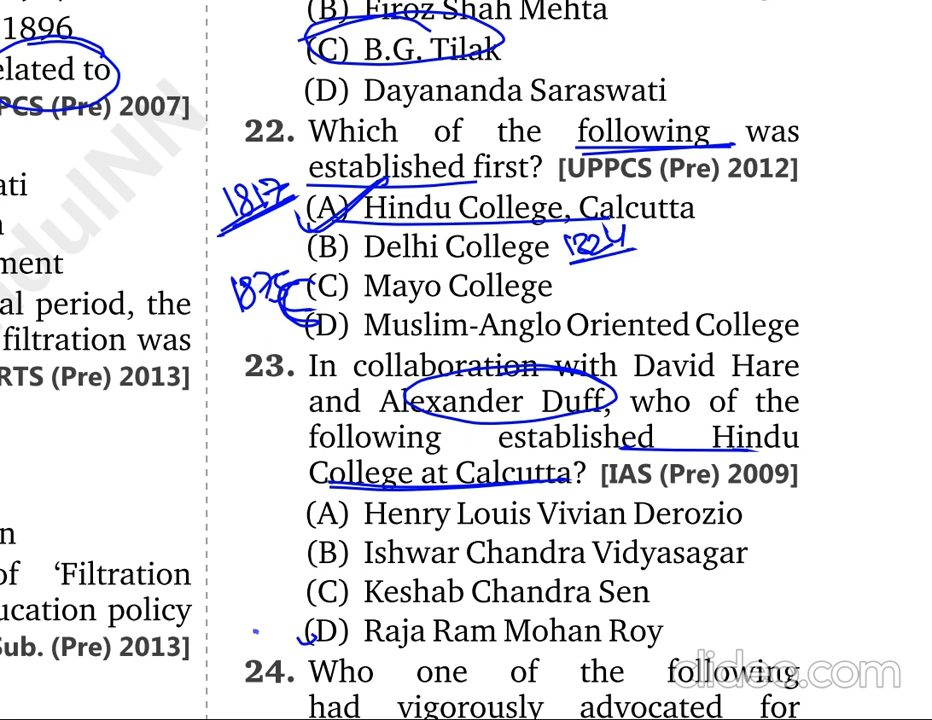 1896
elated to
PCS (Pre) 2007]
ati
n
ment
al period, the
filtration was
RTS (Pre) 2013]
n
of 'Filtration
ucation policy
Sub. (Pre) 2013]
(B) Firoz Shah Mehta
(C) B.G. Tilak
(D) Dayananda Saraswati
22. Which of the following was
established first? [UPPCS (Pre) 2012]
1817 (A) Hindu College, Calcutta
(B) Delhi College 1224
1875 (C) Mayo College
(D) Muslim-Anglo Oriented College
23. In collaboration with David Hare
and Alexander Duff, who of the
following established Hindu
College at Calcutta? [IAS (Pre) 2009]
(A) Henry Louis Vivian Derozio
(B) Ishwar Chandra Vidyasagar
(C) Keshab Chandra Sen
(D) Raja Ram Mohan Roy
24. Who one of the following
had vigorously advocated for
olideo.com